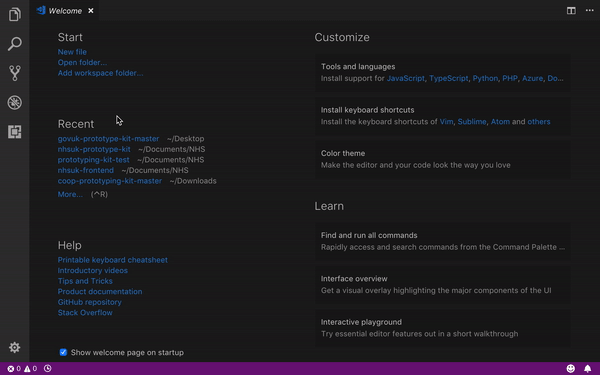 Welcome
Start
New file
Open folder...
Add workspace folder...
Recent
govuk-prototype-kit-master ~/Desktop
nhsuk-prototype-kit ~/Documents/NHS
prototyping-kit-test ~/Documents/NHS
nhsuk-frontend ~/Documents/NHS
coop-prototyping-kit-master ~/Downloads
More... (^R)
Help
Printable keyboard cheatsheet
Introductory videos
Tips and Tricks
Product documentation
GitHub repository
Stack Overflow
Show welcome page on startup
Customize
Tools and languages
Install support for JavaScript, TypeScript, Python, PHP, Azure, Do...
Install keyboard shortcuts
Install the keyboard shortcuts of Vim, Sublime, Atom and others
Color theme
Make the editor and your code look the way you love
Learn
Find and run all commands
Rapidly access and search commands from the Command Palette ...
Interface overview
Get a visual overlay highlighting the major components of the UI
Interactive playground
Try essential editor features out in a short walkthrough
0 0